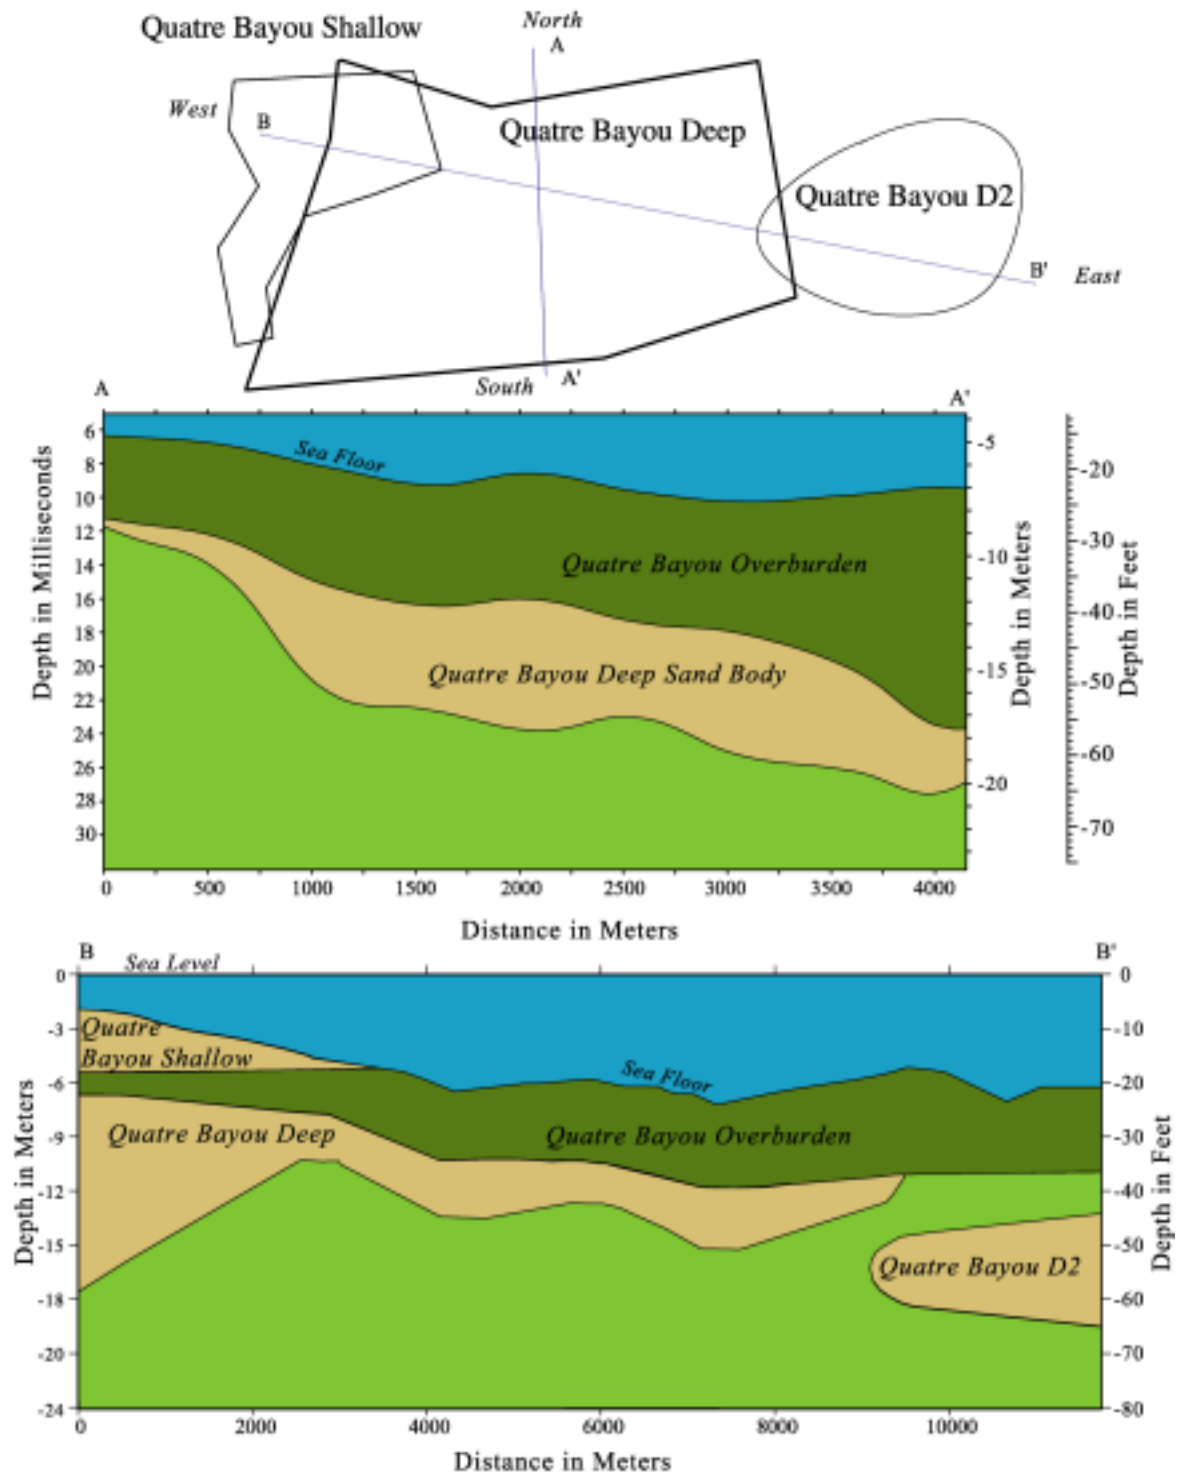 Quatre Bayou Shallow
North
A
West
B
Quatre Bayou Deep
Quatre Bayou D2
B'
East
South
A'
A
A'
Sea Floor
Quatre Bayou Overburden
Quatre Bayou Deep Sand Body
Depth in Milliseconds
6
8
10
12
14
16
18
20
22
24
26
28
30
Depth in Meters
-5
-10
-15
-20
Depth in Feet
-20
-30
-40
-50
-60
-70
0
500
1000
1500
2000
2500
3000
3500
4000
Distance in Meters
B
B'
Sea Level
Quatre
Bayou Shallow
Sea Floor
Quatre Bayou Deep
Quatre Bayou Overburden
Quatre Bayou D2
Depth in Meters
0
-3
-6
-9
-12
-15
-18
-20
-24
Depth in Feet
0
-10
-20
-30
-40
-50
-60
-70
-80
0
2000
4000
6000
8000
10000
Distance in Meters